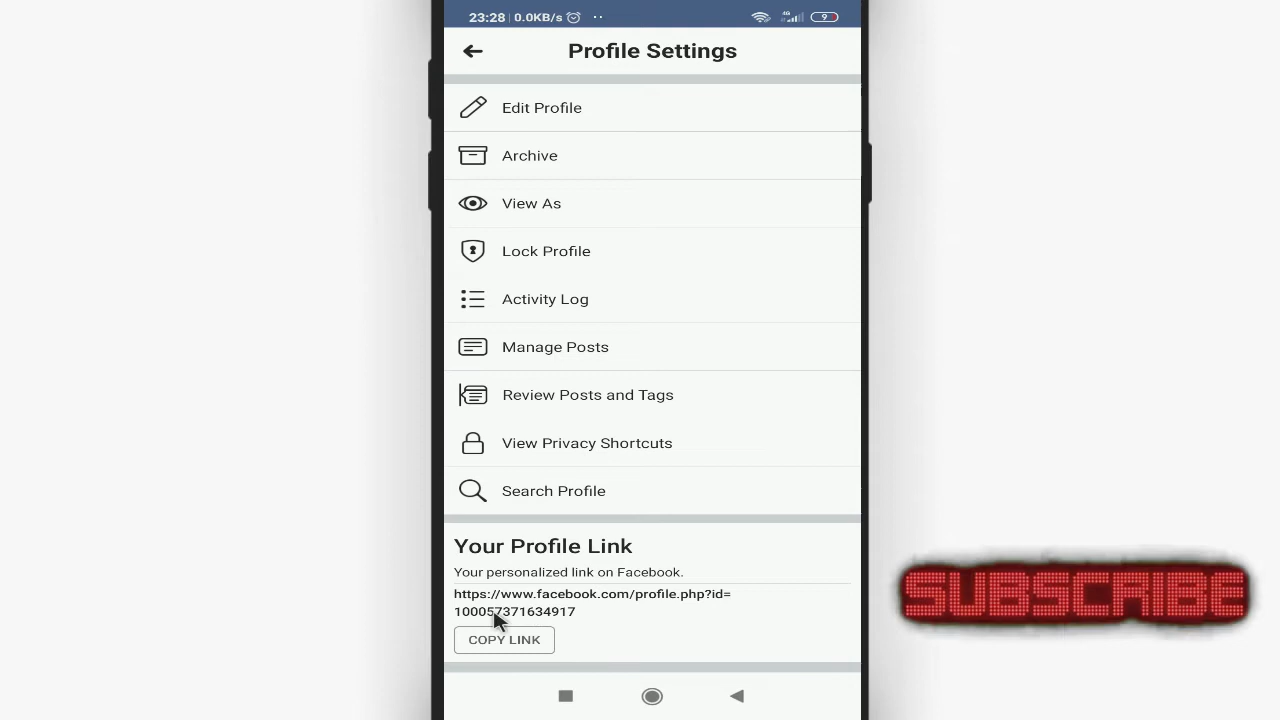 23:28 0.0KB/s 4G 9
Profile Settings
Edit Profile
Archive
View As
Lock Profile
Activity Log
Manage Posts
Review Posts and Tags
View Privacy Shortcuts
Search Profile
Your Profile Link
Your personalized link on Facebook.
https://www.facebook.com/profile.php?id=
100057371634917
COPY LINK
SUBSCRIBE